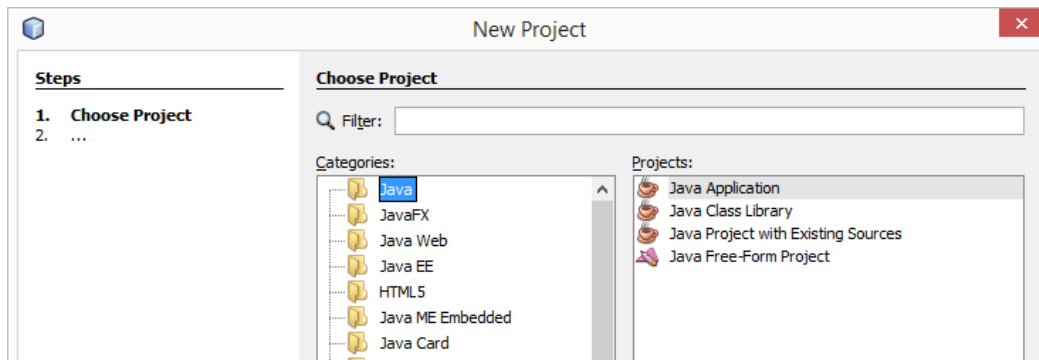 New Project
Steps
1. Choose Project
2. ...
Choose Project
Filter:
Categories:
Java
JavaFX
Java Web
Java EE
HTML5
Java ME Embedded
Java Card
Projects:
Java Application
Java Class Library
Java Project with Existing Sources
Java Free-Form Project